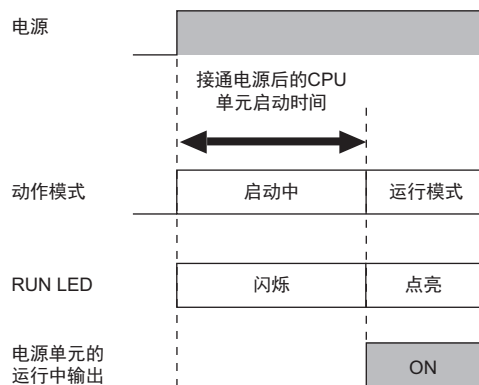 电源
接通电源后的CPU
单元启动时间
动作模式
启动中
运行模式
RUN LED
闪烁
点亮
电源单元的
运行中输出
ON